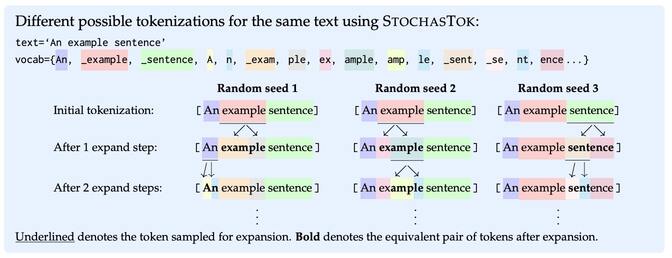 Different possible tokenizations for the same text using STOCHASTOK:
text=‘An example sentence’
vocab={An, _example, _sentence, A, n, _exam, ple, ex, ample, amp, le, _sent, _se, nt, ence...}
Random seed 1 Random seed 2 Random seed 3
Initial tokenization: [ An example sentence ] [ An example sentence ] [ An example sentence ]
After 1 expand step: [ An example sentence ] [ An example sentence ] [ An example sentence ]
After 2 expand steps: [ An example sentence ] [ An example sentence ] [ An example sentence ]
Underlined denotes the token sampled for expansion. Bold denotes the equivalent pair of tokens after expansion.